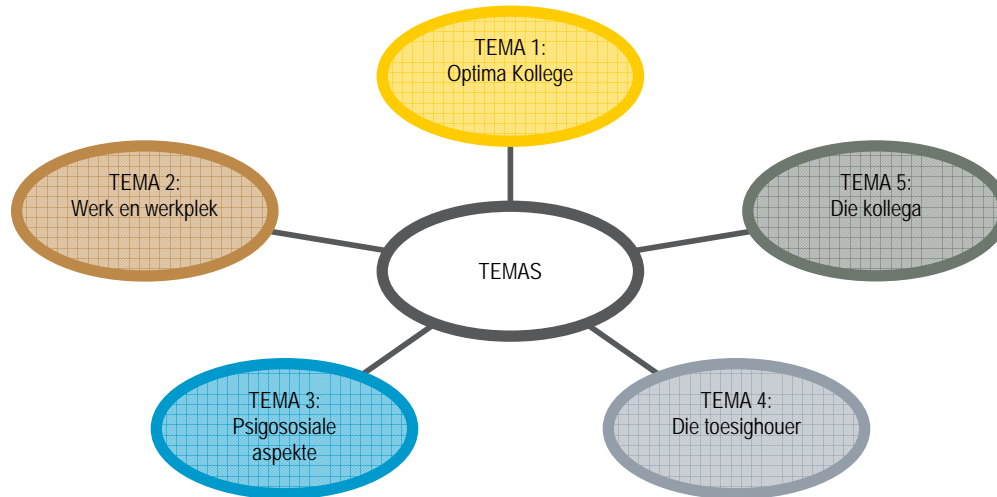 TEMA 1:
Optima Kollege
TEMA 2:
Werk en werkplek
TEMA 5:
Die kollega
TEMAS
TEMA 3:
Psigososiale
aspekte
TEMA 4:
Die toesighouer